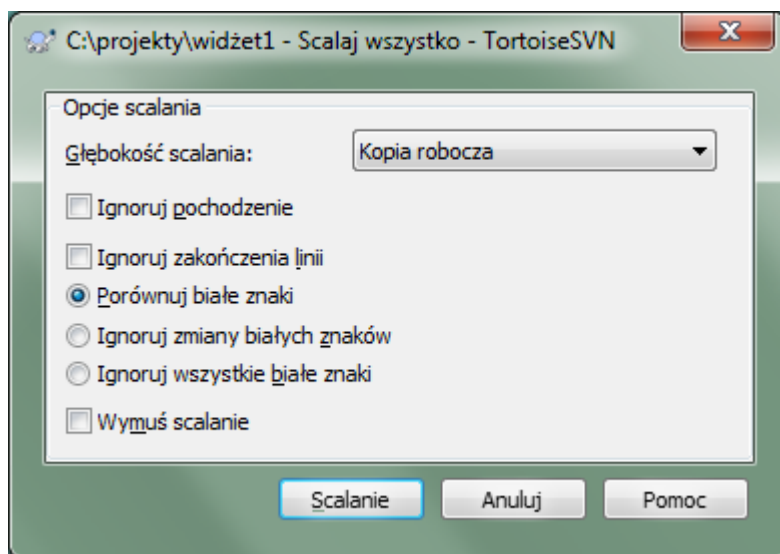 C:\projekty\widżet1 - Scalaj wszystko - TortoiseSVN
Opcje scalania
Głębokość scalania: Kopia robocza
Ignoruj pochodzenie
Ignoruj zakończenia linii
Porównuj białe znaki
Ignoruj zmiany białych znaków
Ignoruj wszystkie białe znaki
Wymuś scalanie
Scalanie Anuluj Pomoc